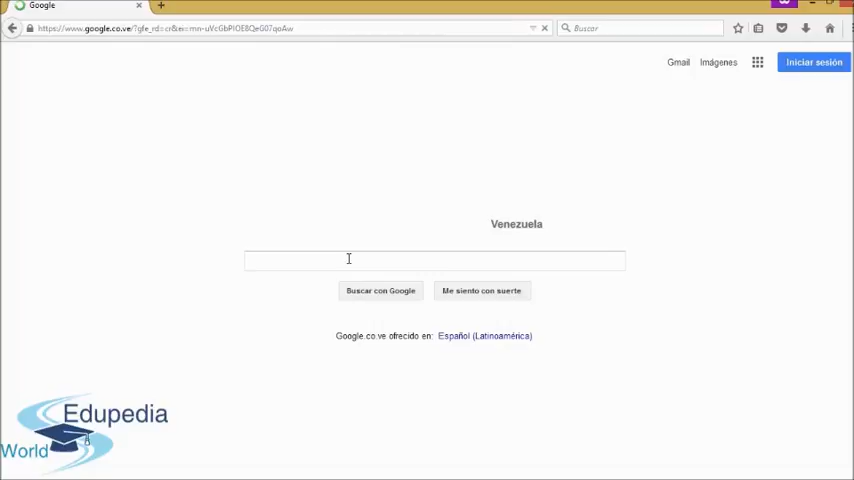 Google
https://www.google.co.ve/?gfe_rd=cr&ei=mn-uVcGbPIOE8QeG07qoAw
Buscar
Gmail
Imágenes
Iniciar sesión
Venezuela
Buscar con Google
Me siento con suerte
Google.co.ve ofrecido en: Español (Latinoamérica)
Edupedia
World